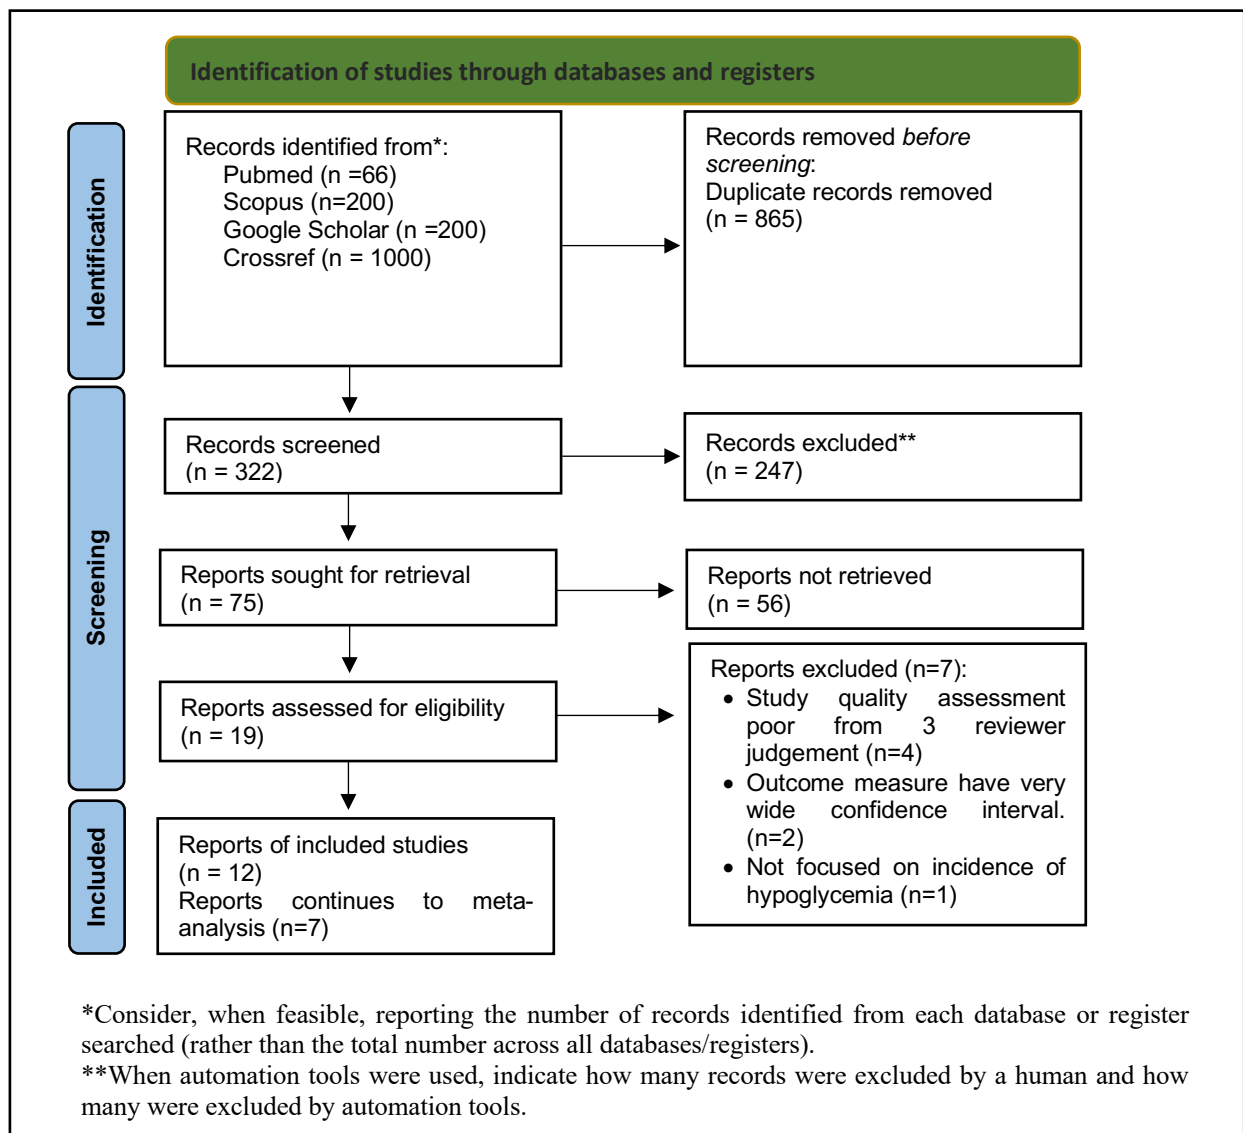 Identification of studies through databases and registers
Identification
Records identified from*:
Pubmed (n =66)
Scopus (n=200)
Google Scholar (n =200)
Crossref (n = 1000)
Records removed before
screening:
Duplicate records removed
(n = 865)
Screening
Records screened
(n = 322)
Records excluded**
(n = 247)
Reports sought for retrieval
(n = 75)
Reports not retrieved
(n = 56)
Reports assessed for eligibility
(n = 19)
Reports excluded (n=7):
• Study quality assessment
poor from 3 reviewer
judgement (n=4)
• Outcome measure have very
wide confidence interval.
(n=2)
• Not focused on incidence of
hypoglycemia (n=1)
Included
Reports of included studies
(n = 12)
Reports continues to meta-
analysis (n=7)
*Consider, when feasible, reporting the number of records identified from each database or register
searched (rather than the total number across all databases/registers).
**When automation tools were used, indicate how many records were excluded by a human and how
many were excluded by automation tools.